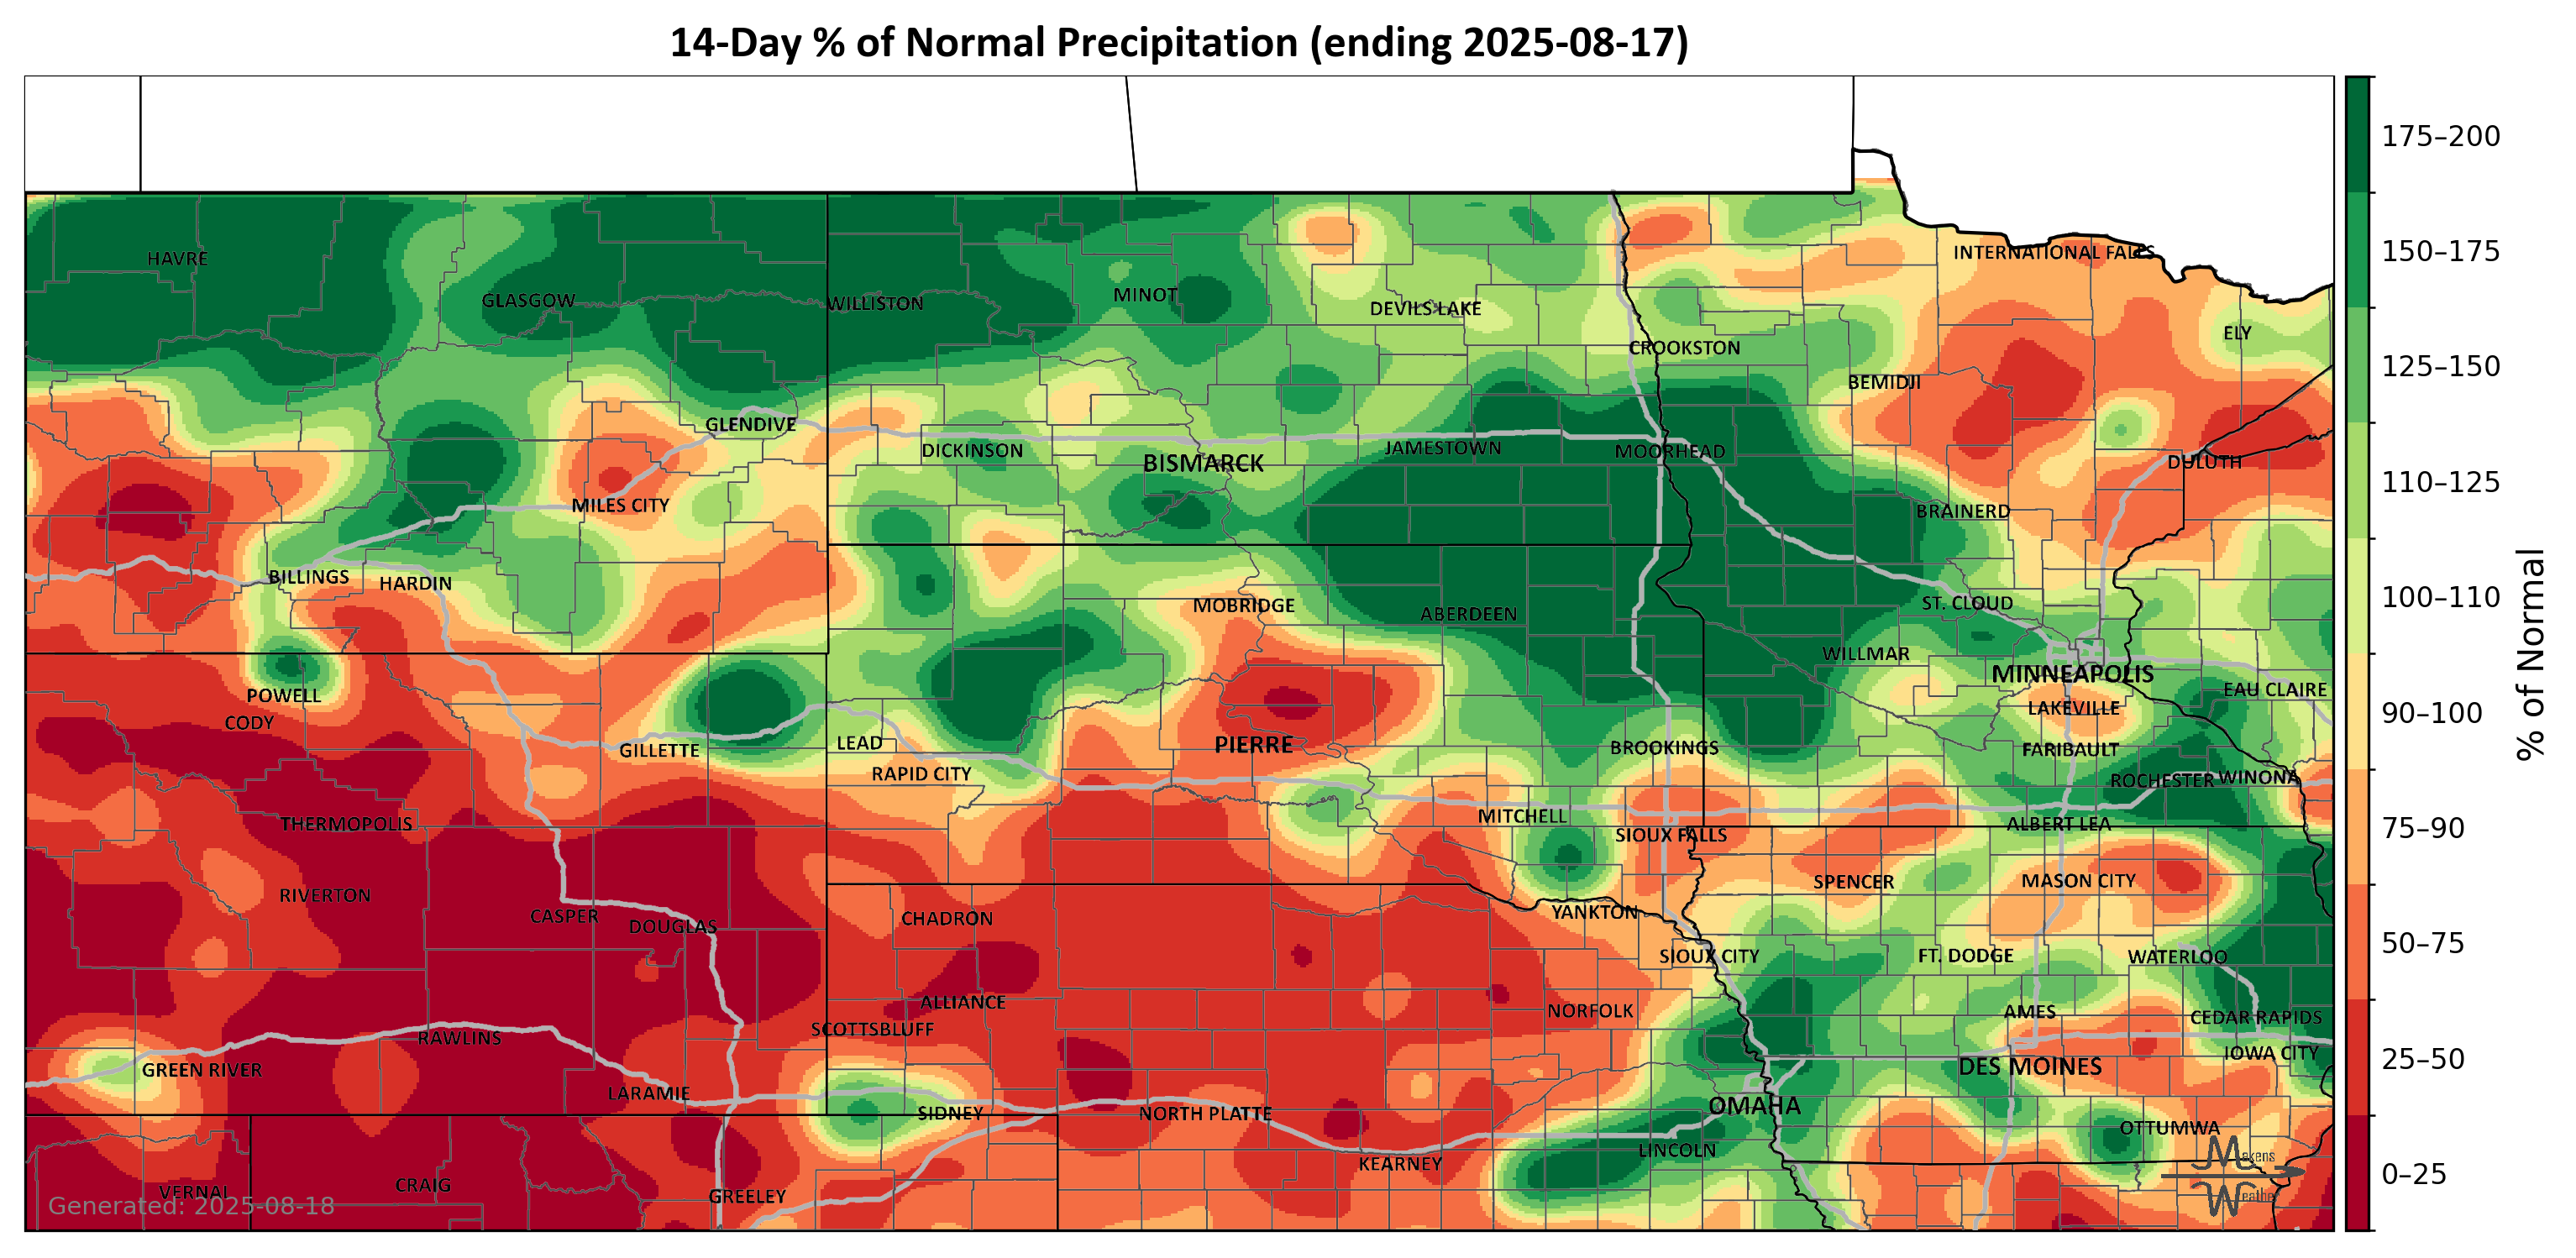 14-Day % of Normal Precipitation (ending 2025-08-17)
175–200
150–175
125–150
110–125
100–110
90–100
75–90
50–75
25–50
0–25
% of Normal
HAVRE
GLASGOW
WILLISTON
MINOT
DEVILS LAKE
INTERNATIONAL FALLS
ELY
CROOKSTON
BEMIDJI
GLENDIVE
DICKINSON
BISMARCK
JAMESTOWN
MOORHEAD
DULUTH
MILES CITY
BRAINERD
BILLINGS
HARDIN
MOBRIDGE
ABERDEEN
ST. CLOUD
WILLMAR
MINNEAPOLIS
EAU CLAIRE
POWELL
CODY
LAKEVILLE
GILLETTE
LEAD
PIERRE
BROOKINGS
FARIBAULT
RAPID CITY
ROCHESTER
WINONA
THERMOPOLIS
MITCHELL
SIOUX FALLS
ALBERT LEA
RIVERTON
SPENCER
MASON CITY
CASPER
DOUGLAS
CHADRON
YANKTON
SIOUX CITY
FT. DODGE
WATERLOO
ALLIANCE
NORFOLK
AMES
CEDAR RAPIDS
SCOTTSBLUFF
RAWLINS
IOWA CITY
GREEN RIVER
DES MOINES
LARAMIE
SIDNEY
NORTH PLATTE
OMAHA
OTTUMWA
LINCOLN
KEARNEY
VERNAL
CRAIG
GREELEY
Makens
Weather
Generated: 2025-08-18